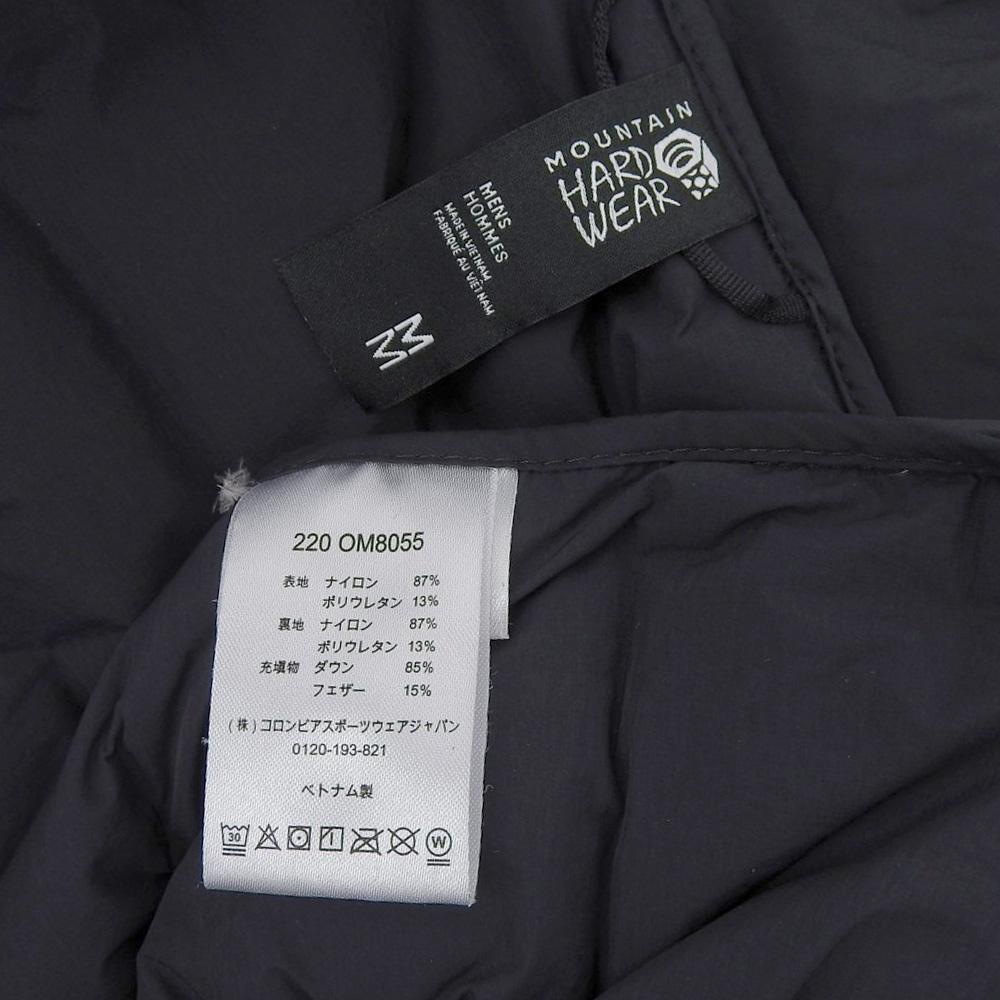 MOUNTAIN
HARD
WEAR
MENS
HOMMES
MADE IN VIETNAM
FABRIQUÉ AU VIÊT NAM
M
M
220 OM8055
表地 ナイロン 87%
ポリウレタン 13%
裏地 ナイロン 87%
ポリウレタン 13%
充填物 ダウン 85%
フェザー 15%
(株)コロンビアスポーツウェアジャパン
0120-193-821
ベトナム製
30 W